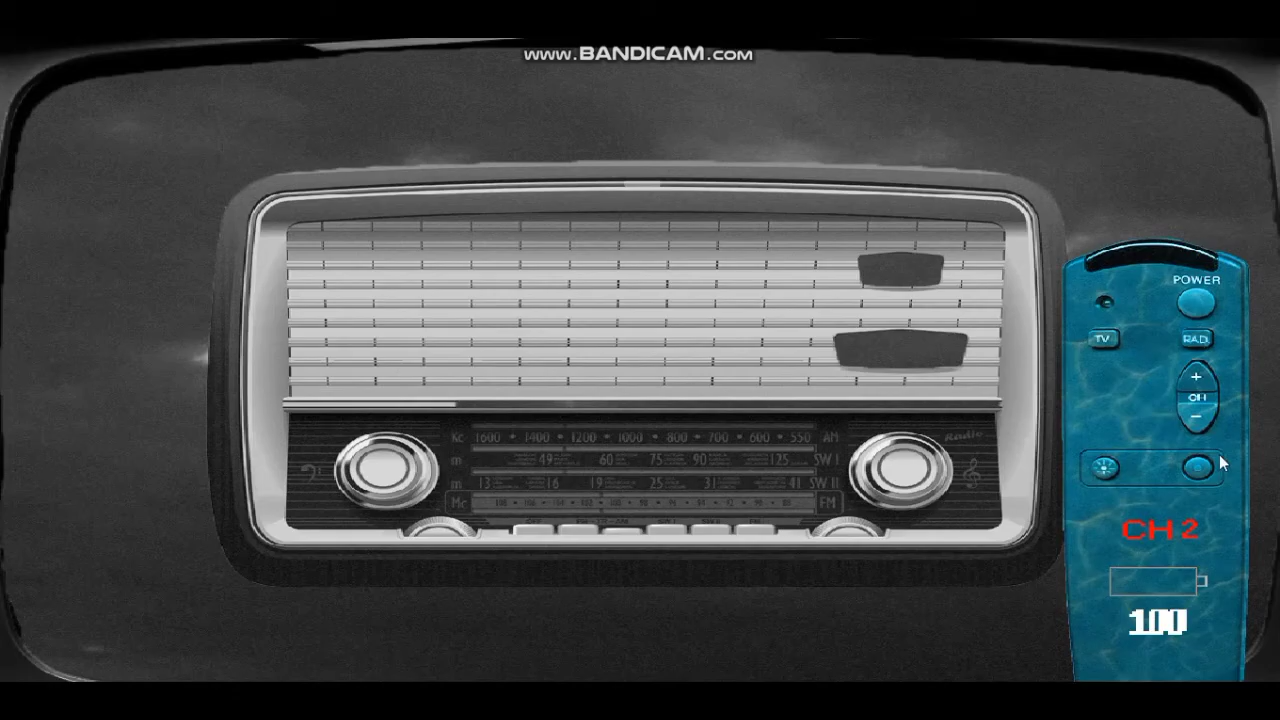 www.BANDICAM.com
POWER
TV
RAD.
+
CH
-
Kc 1600 • 1400 • 1200 • 1000 • 800 • 700 • 600 • 550 AM
Radio
m 49 60 75 90 125 SW I
m 13 16 19 25 31 41 SW II
Mc FM
CH 2
100